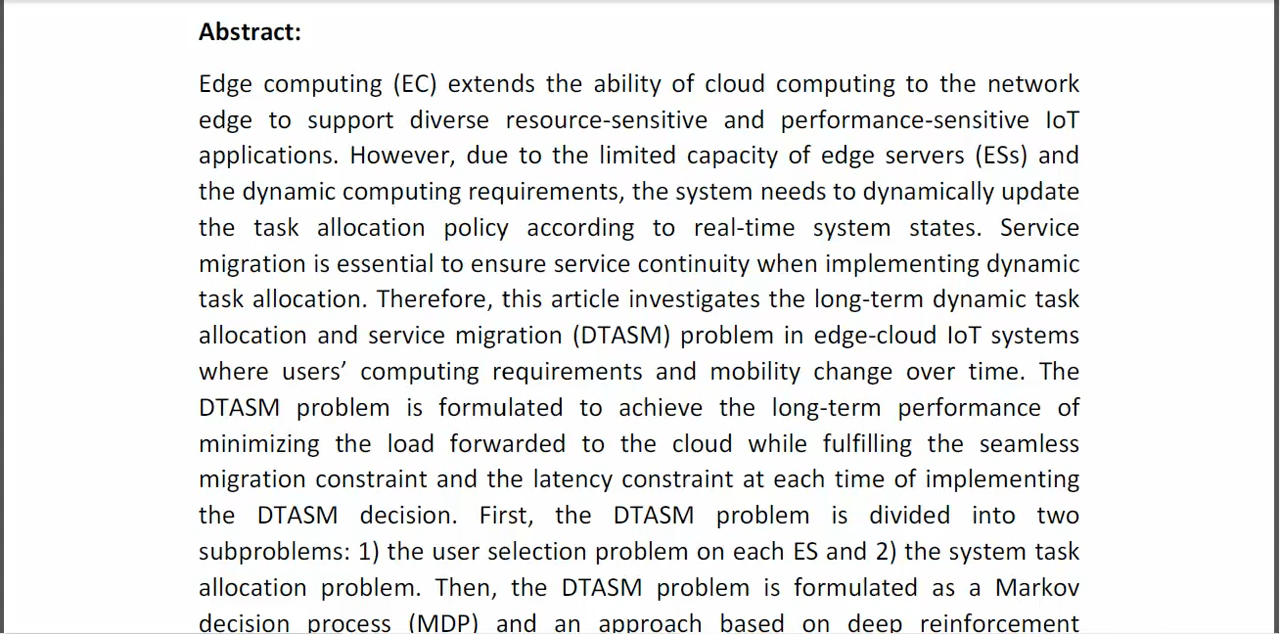 Abstract:
Edge computing (EC) extends the ability of cloud computing to the network
edge to support diverse resource-sensitive and performance-sensitive IoT
applications. However, due to the limited capacity of edge servers (ESs) and
the dynamic computing requirements, the system needs to dynamically update
the task allocation policy according to real-time system states. Service
migration is essential to ensure service continuity when implementing dynamic
task allocation. Therefore, this article investigates the long-term dynamic task
allocation and service migration (DTASM) problem in edge-cloud IoT systems
where users’ computing requirements and mobility change over time. The
DTASM problem is formulated to achieve the long-term performance of
minimizing the load forwarded to the cloud while fulfilling the seamless
migration constraint and the latency constraint at each time of implementing
the DTASM decision. First, the DTASM problem is divided into two
subproblems: 1) the user selection problem on each ES and 2) the system task
allocation problem. Then, the DTASM problem is formulated as a Markov
decision process (MDP) and an approach based on deep reinforcement